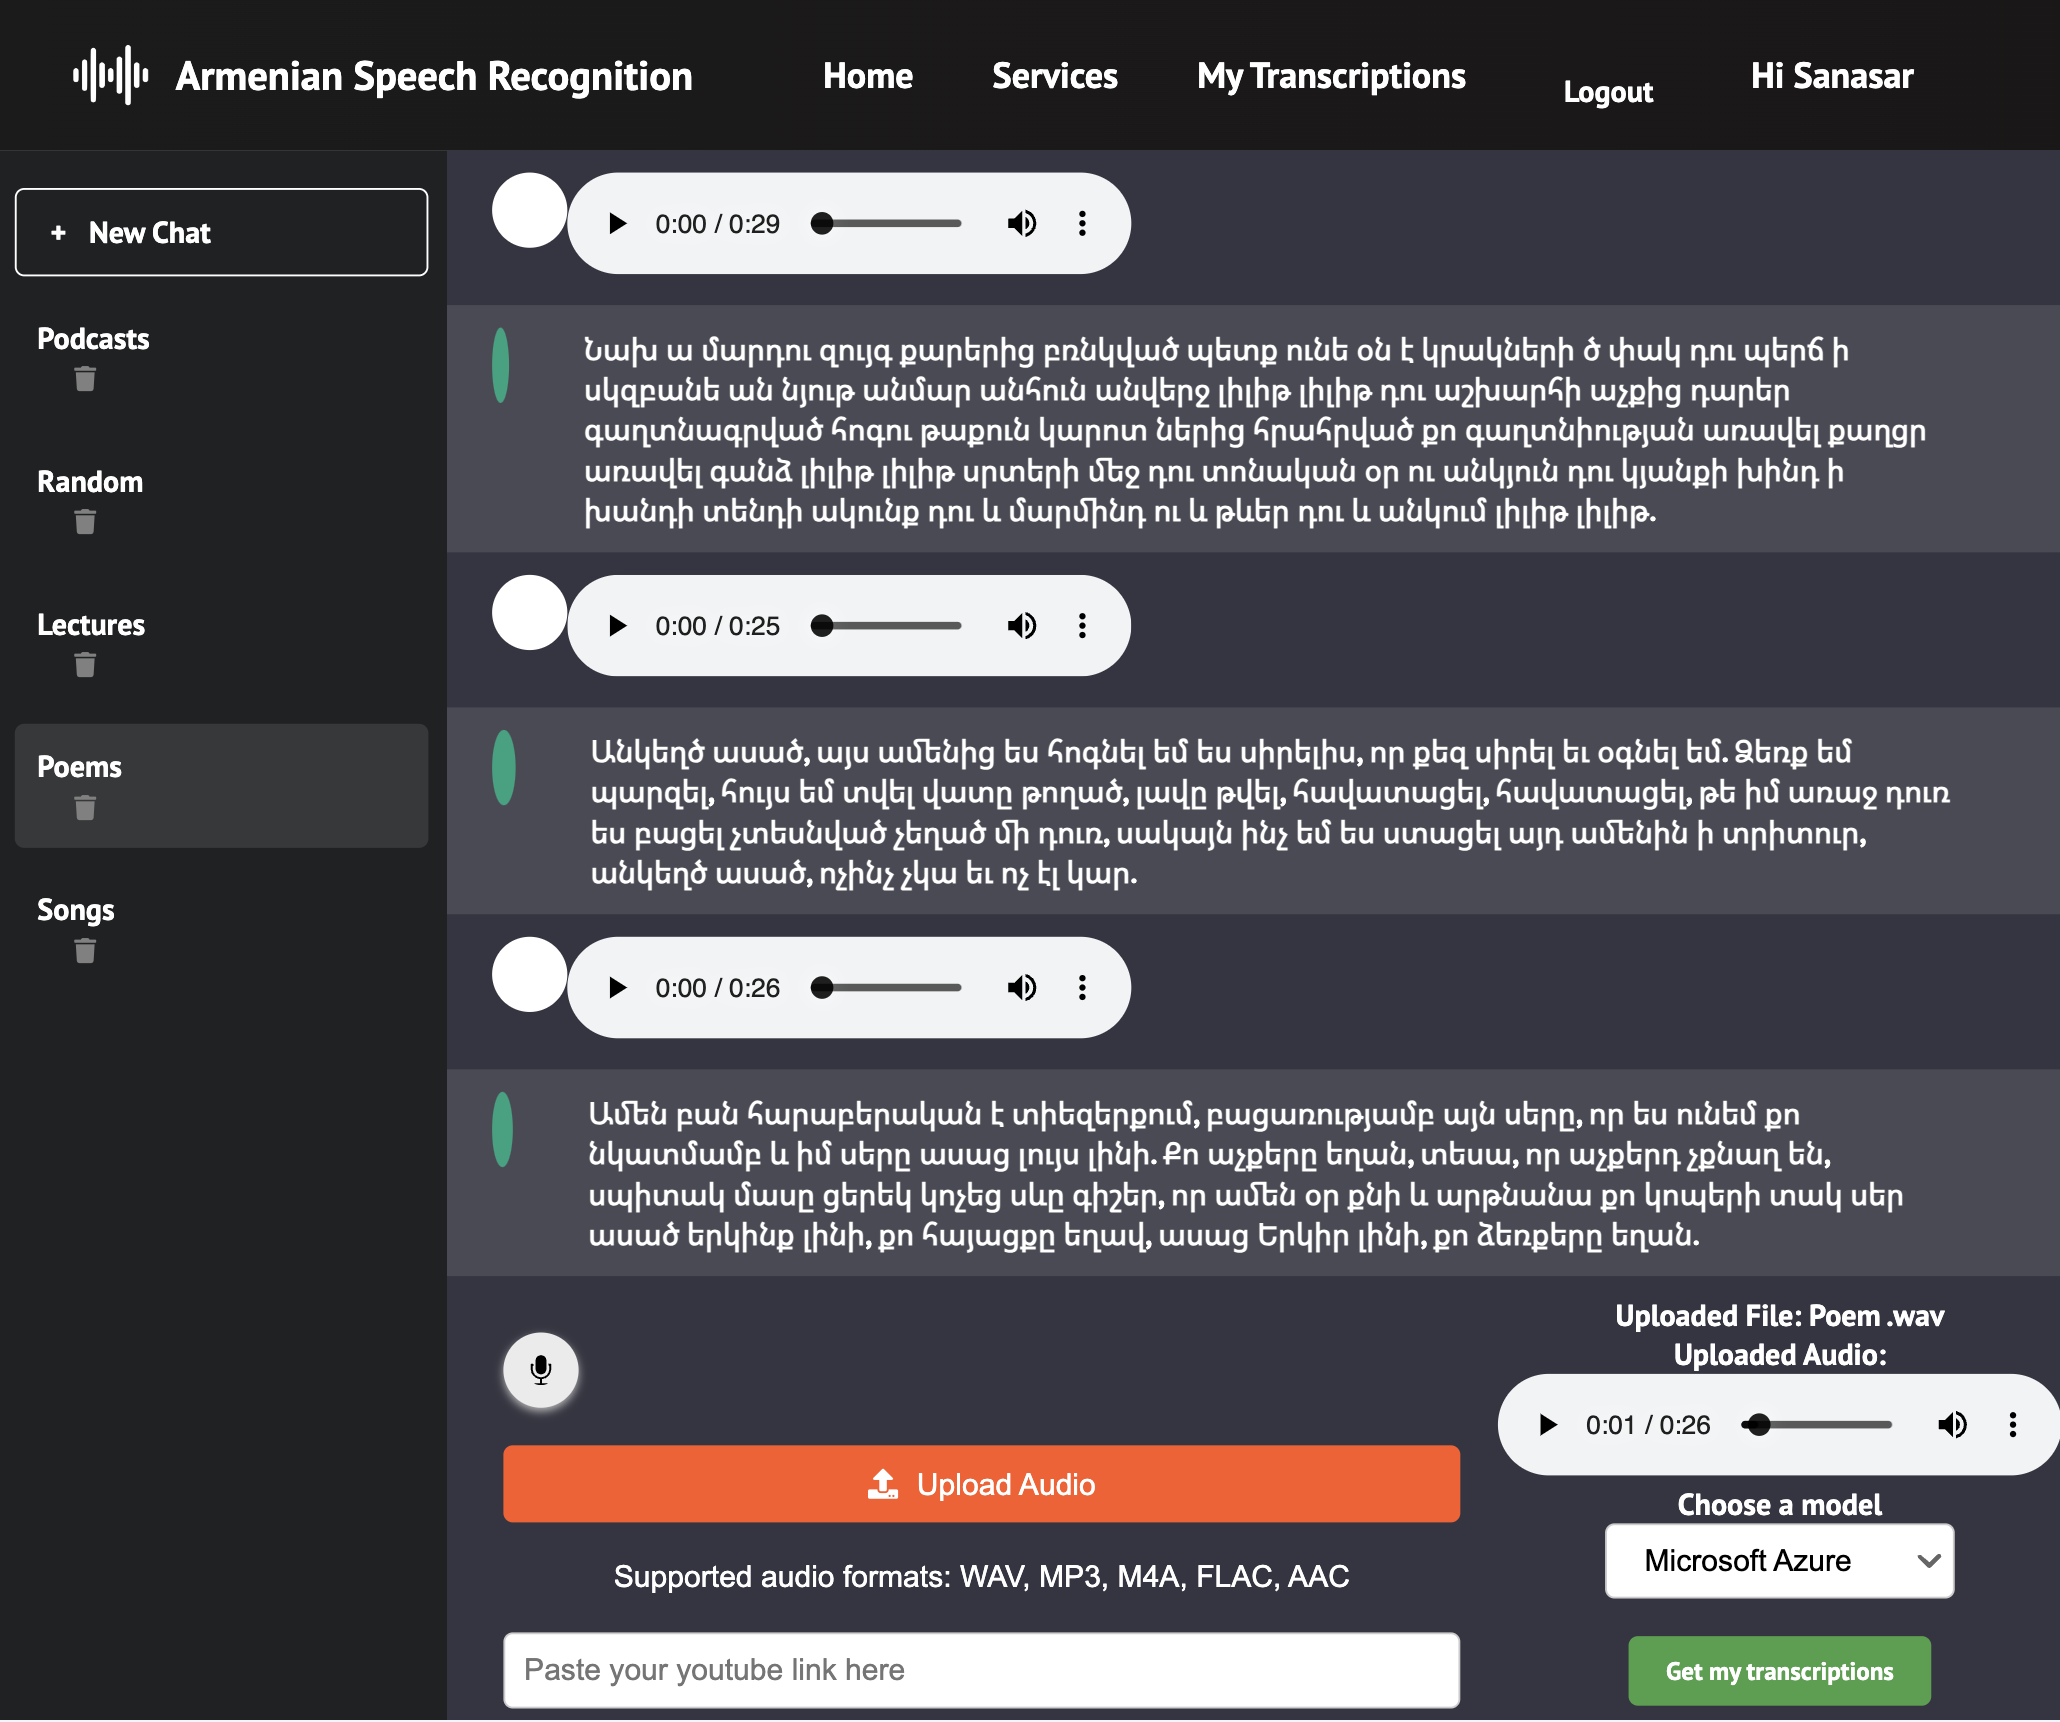 Armenian Speech Recognition
Home
Services
My Transcriptions
Logout
Hi Sanasar
+ New Chat
Podcasts
Random
Lectures
Poems
Songs
0:00 / 0:29
Նախ ա մարդու զույգ քարերից բռնկված պետք ունե օն է կրակների ծ փակ դու պերճ ի
սկզբանե ան նյութ անմար անհուն անվերջ լիլիթ լիլիթ դու աշխարհի աչքից դարեր
գաղտնագրված հոգու թաքուն կարոտ ներից հրահրված քո գաղտնիության առավել քաղցր
առավել գանձ լիլիթ լիլիթ սրտերի մեջ դու տոնական օր ու անկյուն դու կյանքի խինդ ի
խանդի տենդի ակունք դու և մարմինդ ու և թևեր դու և անկում լիլիթ լիլիթ.
0:00 / 0:25
Անկեղծ ասած, այս ամենից ես հոգնել եմ ես սիրելիս, որ քեզ սիրել եւ օգնել եմ. Ձեռք եմ
պարզել, հույս եմ տվել վատը թողած, լավը թվել, հավատացել, հավատացել, թե իմ առաջ դուռ
ես բացել չտեսնված չեղած մի դուռ, սակայն ինչ եմ ես ստացել այդ ամենին ի տրիտուր,
անկեղծ ասած, ոչինչ չկա եւ ոչ էլ կար.
0:00 / 0:26
Ամեն բան հարաբերական է տիեզերքում, բացառությամբ այն սերը, որ ես ունեմ քո
նկատմամբ և իմ սերը ասաց լույս լինի. Քո աչքերը եղան, տեսա, որ աչքերդ չքնաղ են,
սպիտակ մասը ցերեկ կոչեց սևը գիշեր, որ ամեն օր քնի և արթնանա քո կոպերի տակ սեր
ասած երկինք լինի, քո հայացքը եղավ, ասաց Երկիր լինի, քո ձեռքերը եղան.
Uploaded File: Poem .wav
Uploaded Audio:
0:01 / 0:26
Upload Audio
Choose a model
Microsoft Azure
Supported audio formats: WAV, MP3, M4A, FLAC, AAC
Paste your youtube link here
Get my transcriptions